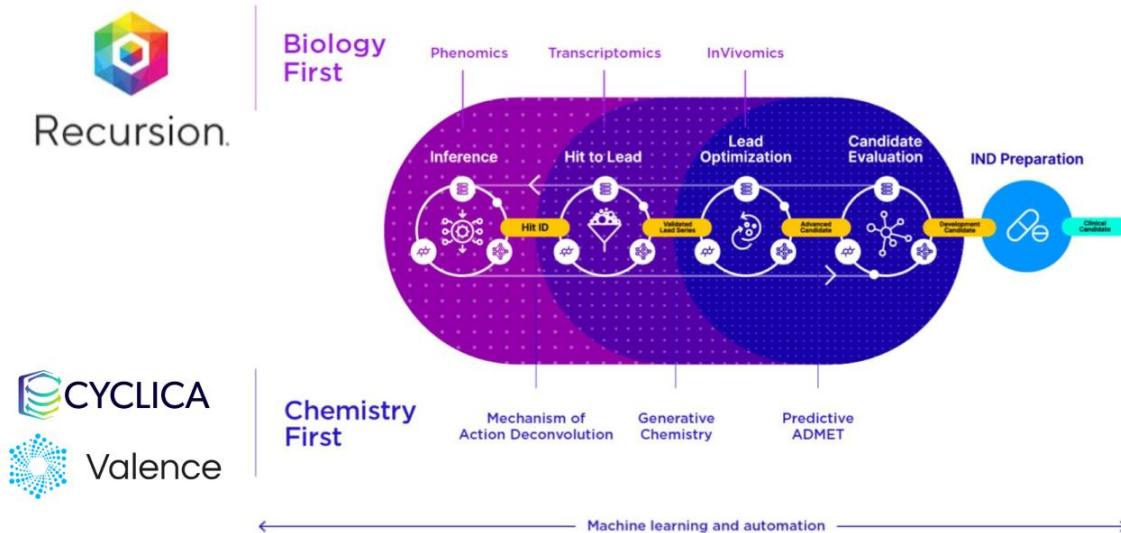 Biology
First
Phenomics
Transcriptomics
InVivomics
Recursion.
Inference
Hit to Lead
Lead
Optimization
Candidate
Evaluation
IND Preparation
Hit ID
Validated
Lead Series
Advanced
Candidate
Development
Candidate
Clinical
Candidate
CYCLICA
Valence
Chemistry
First
Mechanism of
Action Deconvolution
Generative
Chemistry
Predictive
ADMET
Machine learning and automation